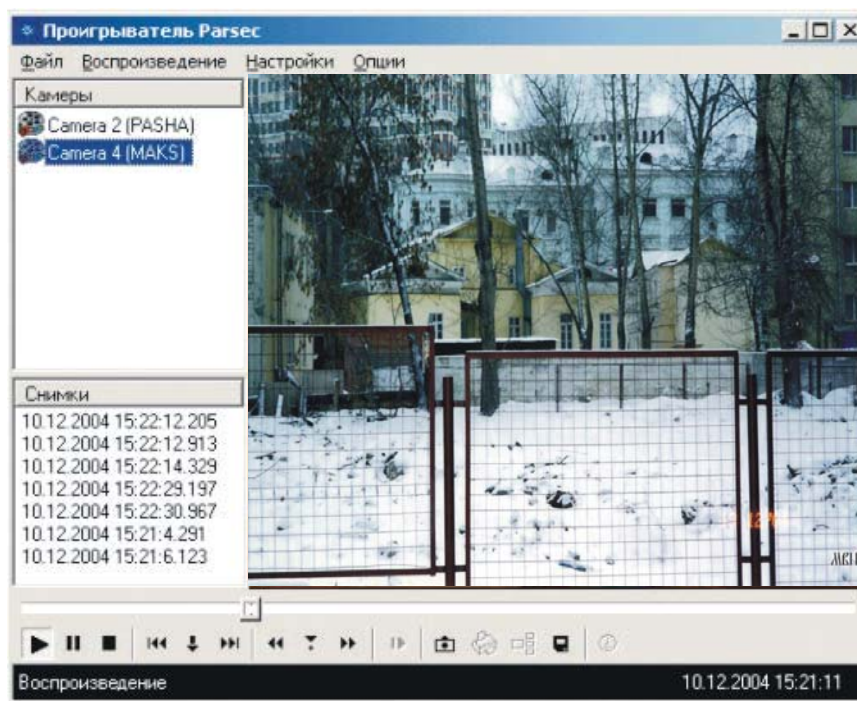 Проигрыватель Parsec
Файл Воспроизведение Настройки Опции
Камеры
Camera 2 (PASHA)
Camera 4 (MAKS)
Снимки
10.12.2004 15:22:12.205
10.12.2004 15:22:12.913
10.12.2004 15:22:14.329
10.12.2004 15:22:29.197
10.12.2004 15:22:30.967
10.12.2004 15:21:4.291
10.12.2004 15:21:6.123
Воспроизведение 10.12.2004 15:21:11